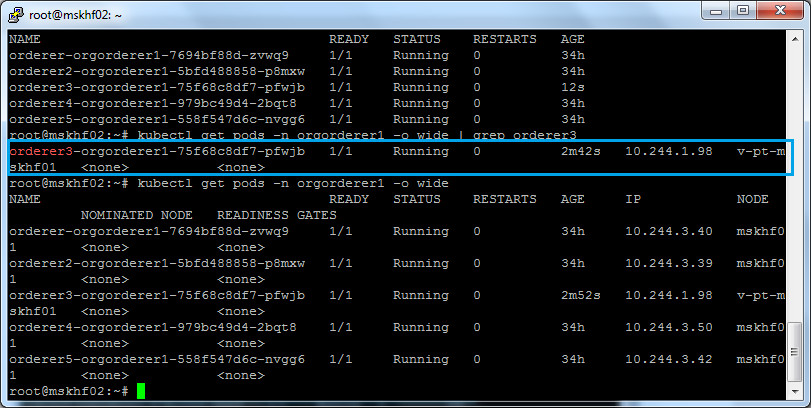 root@mskhf02: ~
NAME READY STATUS RESTARTS AGE
orderer-orgorderer1-7694bf88d-zvwq9 1/1 Running 0 34h
orderer2-orgorderer1-5bfd488858-p8mxw 1/1 Running 0 34h
orderer3-orgorderer1-75f68c8df7-pfwjb 1/1 Running 0 12s
orderer4-orgorderer1-979bc49d4-2bqt8 1/1 Running 0 34h
orderer5-orgorderer1-558f547d6c-nvgg6 1/1 Running 0 34h
root@mskhf02:~# kubectl get pods -n orgorderer1 -o wide | grep orderer3
orderer3-orgorderer1-75f68c8df7-pfwjb 1/1 Running 0 2m42s 10.244.1.98 v-pt-m
skhf01 <none> <none>
root@mskhf02:~# kubectl get pods -n orgorderer1 -o wide
NAME READY STATUS RESTARTS AGE IP NODE
NOMINATED NODE READINESS GATES
orderer-orgorderer1-7694bf88d-zvwq9 1/1 Running 0 34h 10.244.3.40 mskhf0
1 <none> <none>
orderer2-orgorderer1-5bfd488858-p8mxw 1/1 Running 0 34h 10.244.3.39 mskhf0
1 <none> <none>
orderer3-orgorderer1-75f68c8df7-pfwjb 1/1 Running 0 2m52s 10.244.1.98 v-pt-m
skhf01 <none> <none>
orderer4-orgorderer1-979bc49d4-2bqt8 1/1 Running 0 34h 10.244.3.50 mskhf0
1 <none> <none>
orderer5-orgorderer1-558f547d6c-nvgg6 1/1 Running 0 34h 10.244.3.42 mskhf0
1 <none> <none>
root@mskhf02:~#